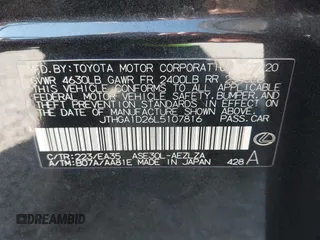 MFD.BY: TOYOTA MOTOR CORPORATION
GVWR 4630LB GAWR FR 2400LB RR
THIS VEHICLE CONFORMS TO ALL APPLICABLE
FEDERAL MOTOR VEHICLE SAFETY, BUMPER, AND
THEFT PREVENTION STANDARDS IN EFFECT ON
THE DATE OF MANUFACTURE SHOWN ABOVE.
JTHGA1D26L5107816 PASS.CAR
C/TR: 223/EA35 ASE30L-AEZLZA
A/TM: B07A/AA81E MADE IN JAPAN 428 A
© DREAMBID